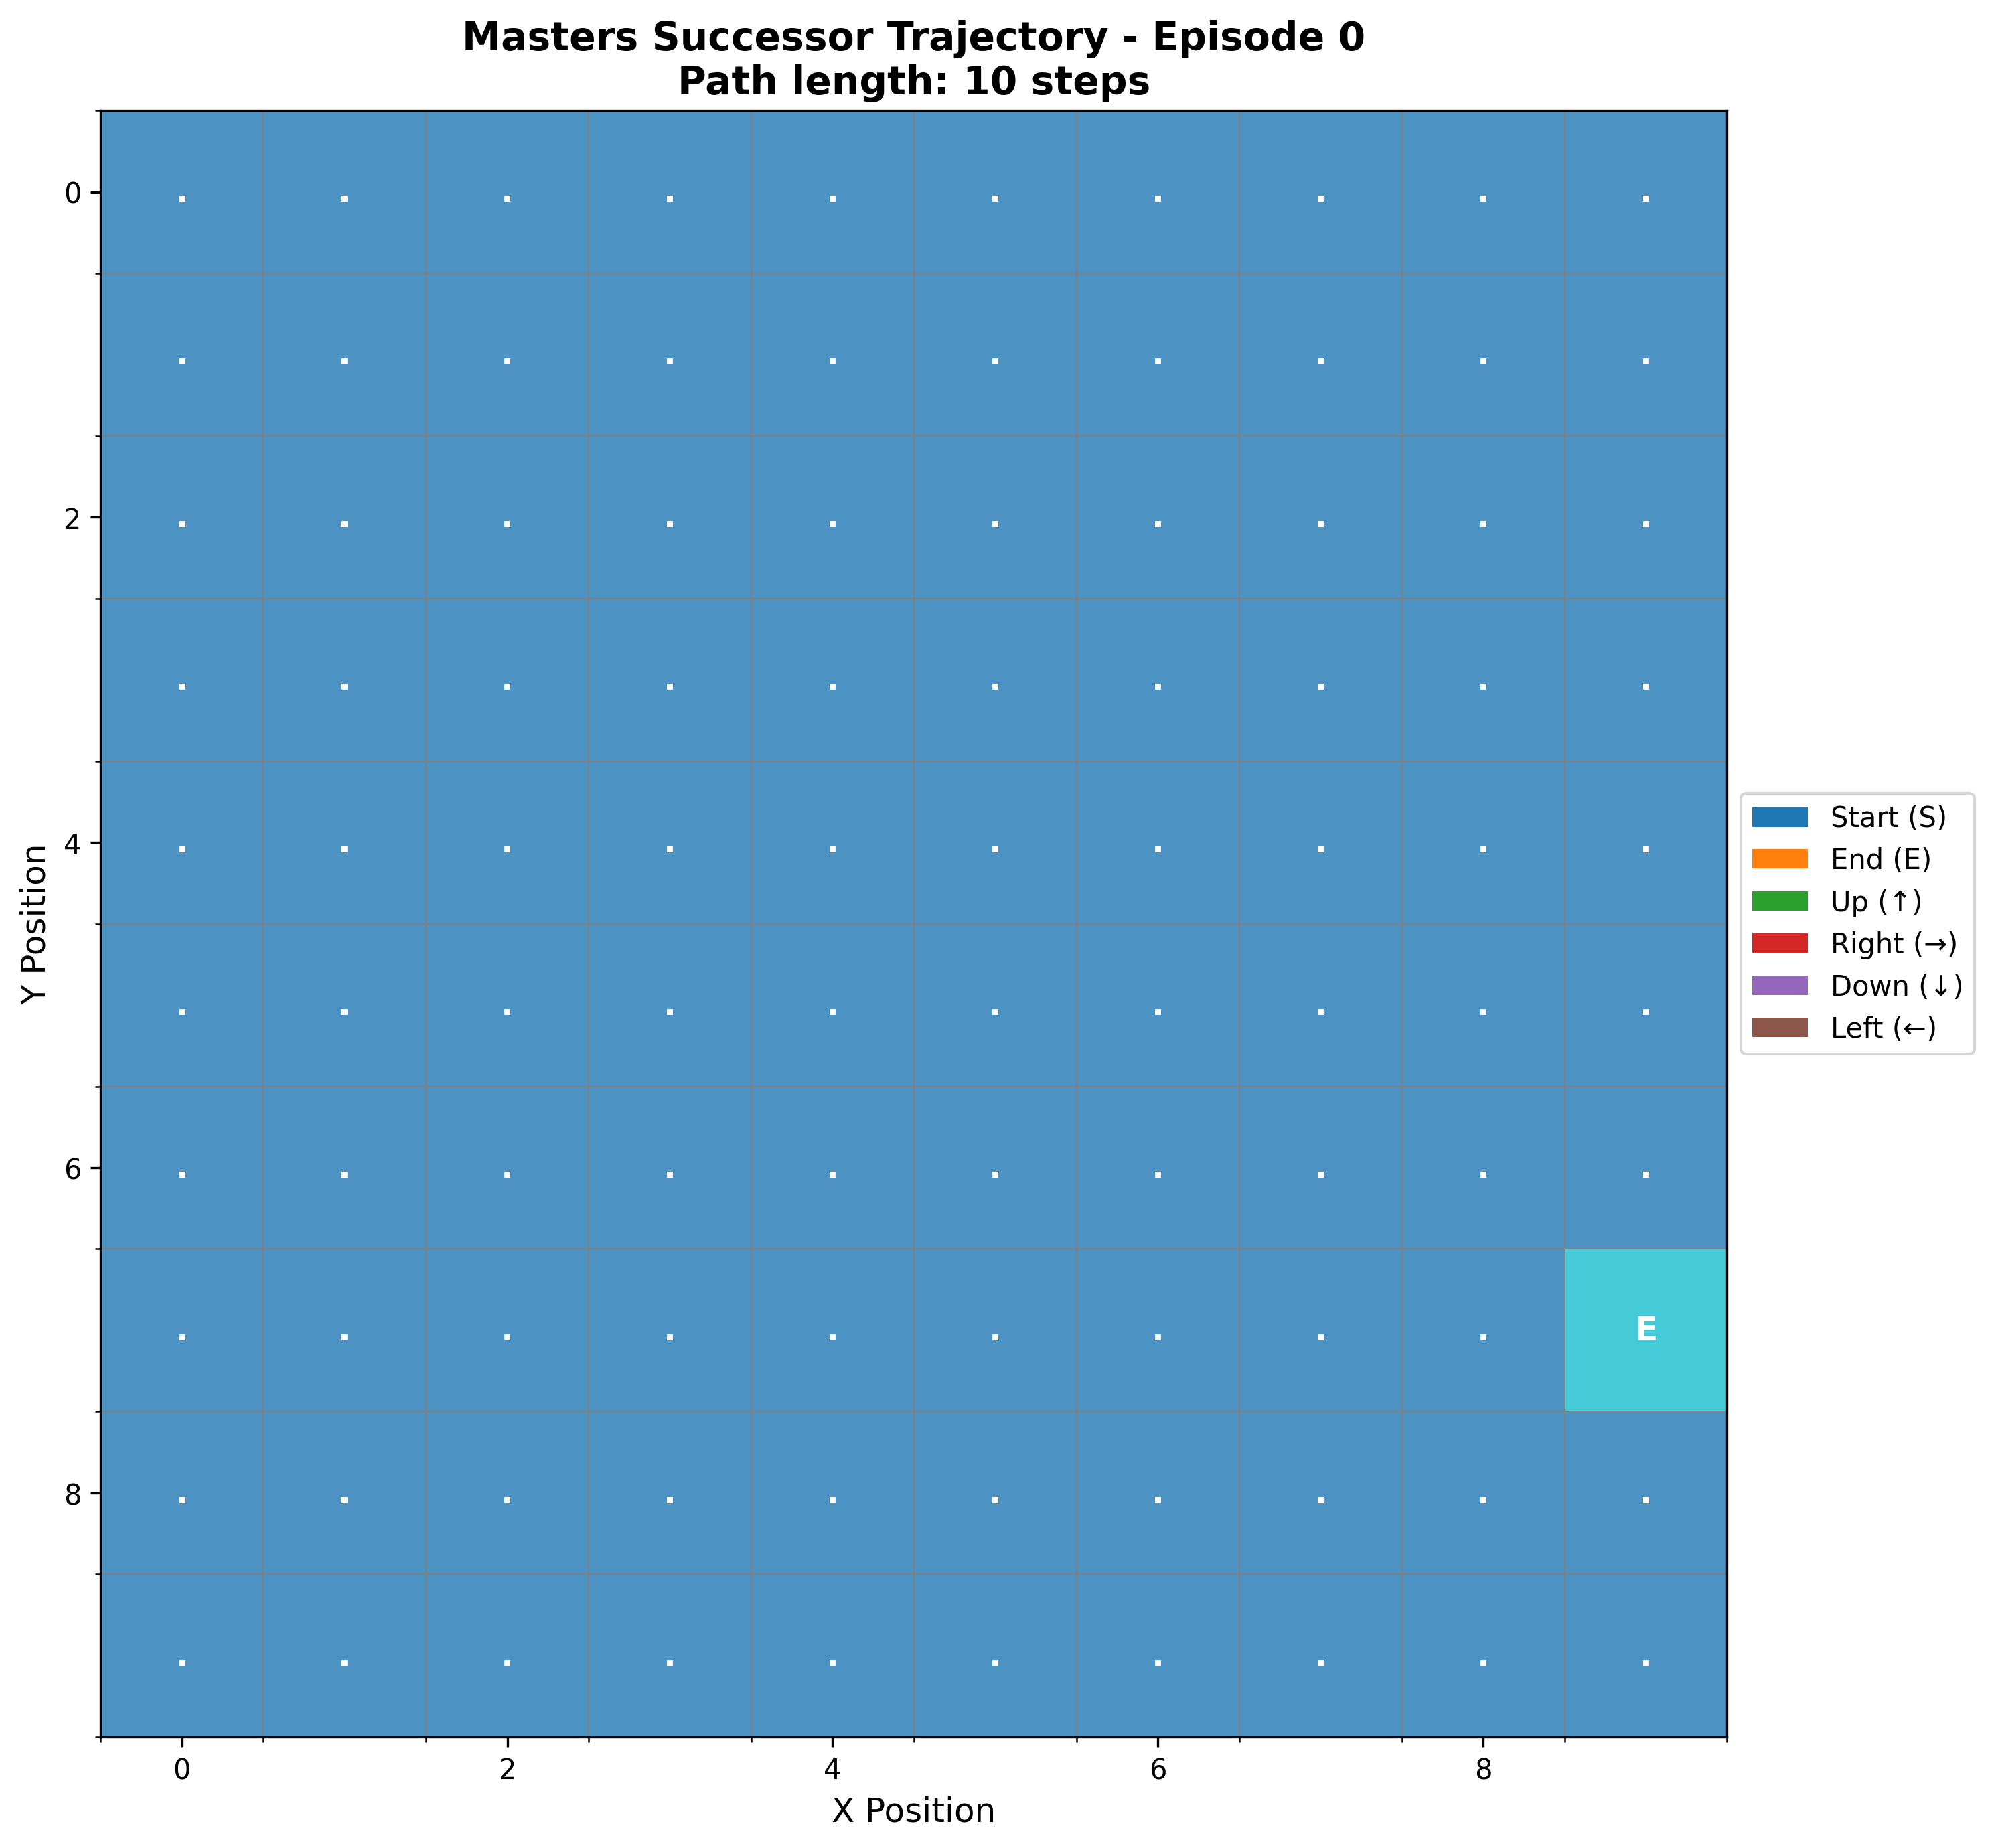 Masters Successor Trajectory - Episode 0
Path length: 10 steps
0
2
4
6
8
Y Position
E
Start (S)
End (E)
Up (↑)
Right (→)
Down (↓)
Left (←)
0 2 4 6 8
X Position